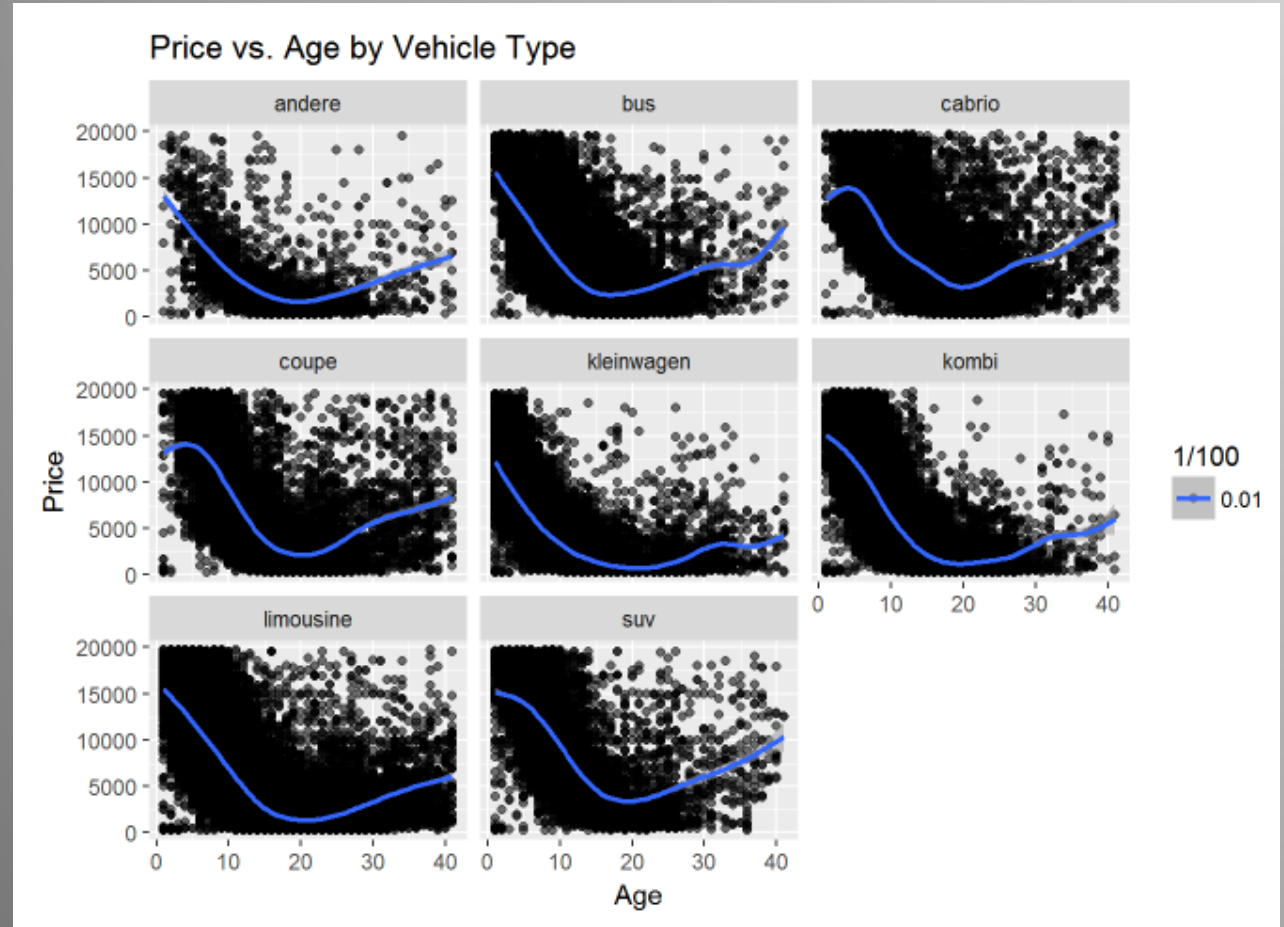 Price vs. Age by Vehicle Type
andere bus cabrio
20000
15000
10000
5000
0
coupe kleinwagen kombi
20000
15000
10000
5000
0
0 10 20 30 40
limousine suv
20000
15000
10000
5000
0
0 10 20 30 40 0 10 20 30 40
Age
Price
1/100
0.01